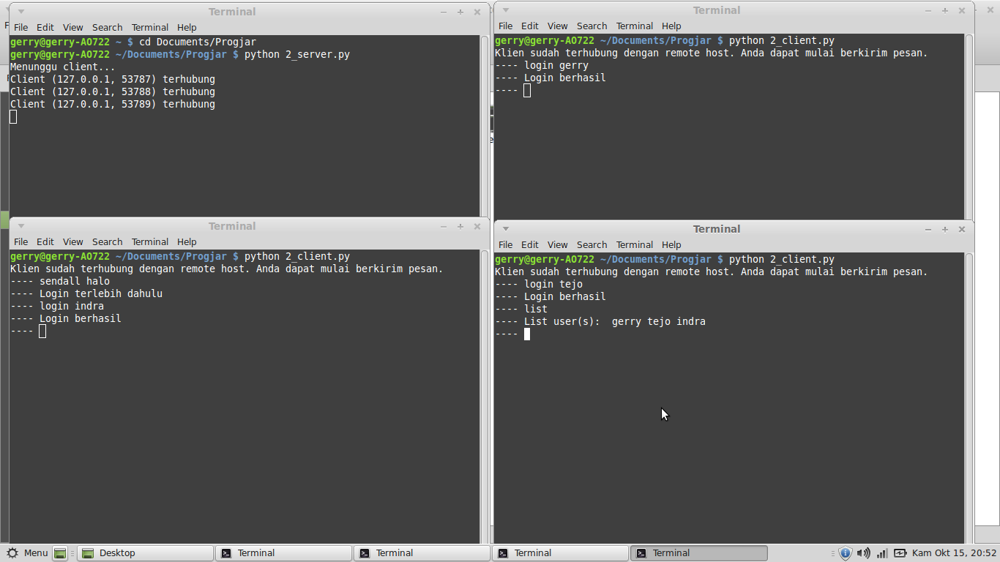 Terminal
File Edit View Search Terminal Help
gerry@gerry-AO722 ~ $ cd Documents/Progjar
gerry@gerry-AO722 ~/Documents/Progjar $ python 2_server.py
Menunggu client...
Client (127.0.0.1, 53787) terhubung
Client (127.0.0.1, 53788) terhubung
Client (127.0.0.1, 53789) terhubung
Terminal
File Edit View Search Terminal Help
gerry@gerry-AO722 ~/Documents/Progjar $ python 2_client.py
Klien sudah terhubung dengan remote host. Anda dapat mulai berkirim pesan.
---- login gerry
---- Login berhasil
----
Terminal
File Edit View Search Terminal Help
gerry@gerry-AO722 ~/Documents/Progjar $ python 2_client.py
Klien sudah terhubung dengan remote host. Anda dapat mulai berkirim pesan.
---- sendall halo
---- Login terlebih dahulu
---- login indra
---- Login berhasil
----
Terminal
File Edit View Search Terminal Help
gerry@gerry-AO722 ~/Documents/Progjar $ python 2_client.py
Klien sudah terhubung dengan remote host. Anda dapat mulai berkirim pesan.
---- login tejo
---- Login berhasil
---- list
---- List user(s):  gerry tejo indra
----
Menu Desktop Terminal Terminal Terminal Terminal Kam Okt 15, 20:52